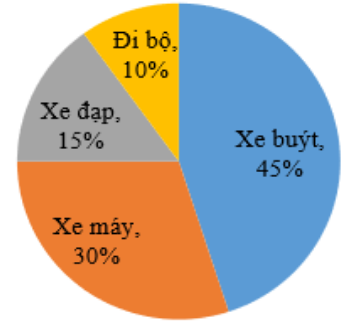 Đi bộ,
10%
Xe đạp,
15%
Xe buýt,
45%
Xe máy,
30%